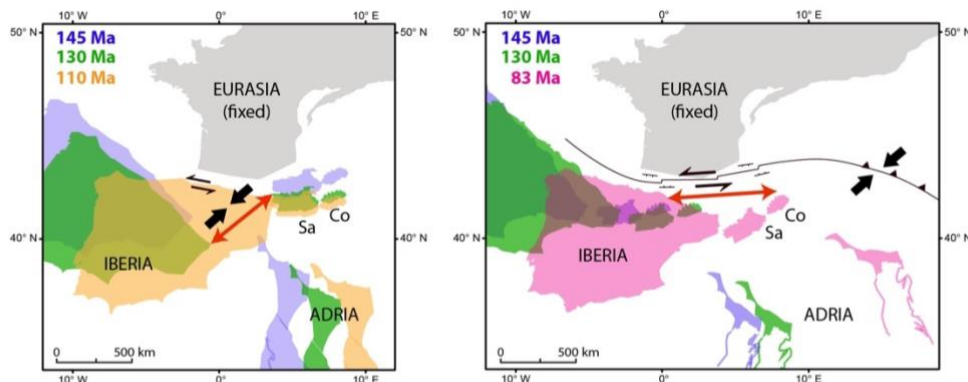 10° W 0° 10° E
50° N
145 Ma
130 Ma
110 Ma
EURASIA
(fixed)
Co
Sa
40° N 40° N
IBERIA
ADRIA
0 500 km
10° W 0° 10° E
10° W 0° 10° E
50° N 50° N
145 Ma
130 Ma
83 Ma
EURASIA
(fixed)
Co
Sa
40° N 40° N
IBERIA
ADRIA
0 500 km
10° W 0° 10° E